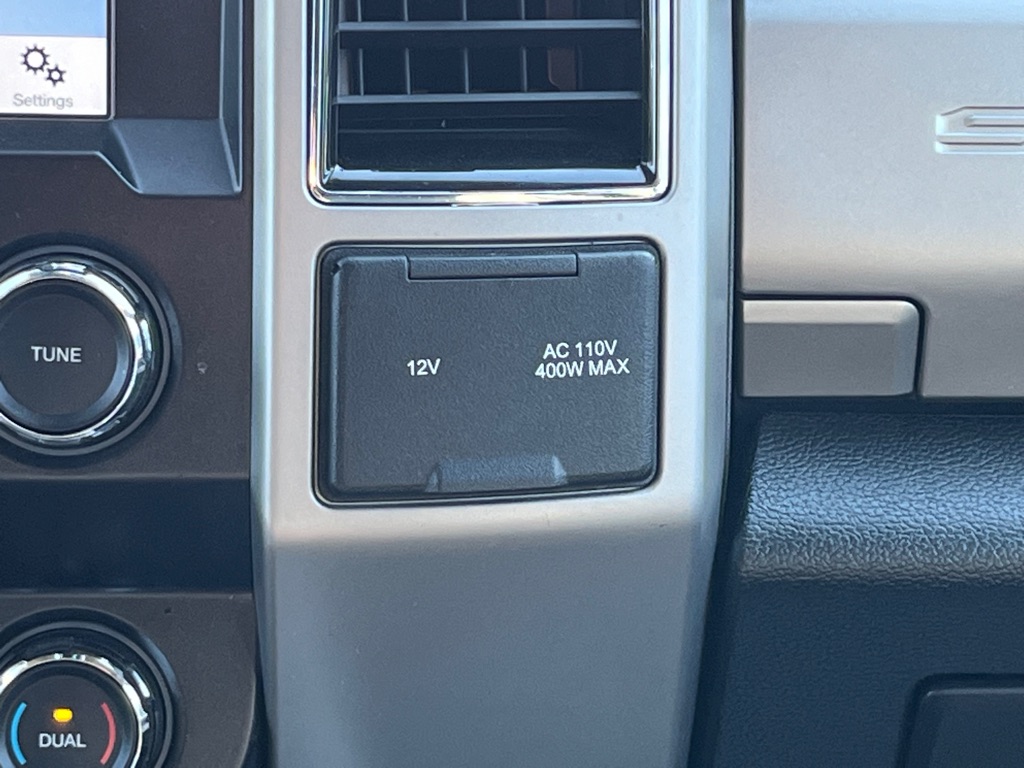 Settings
TUNE
12V
AC 110V
400W MAX
DUAL